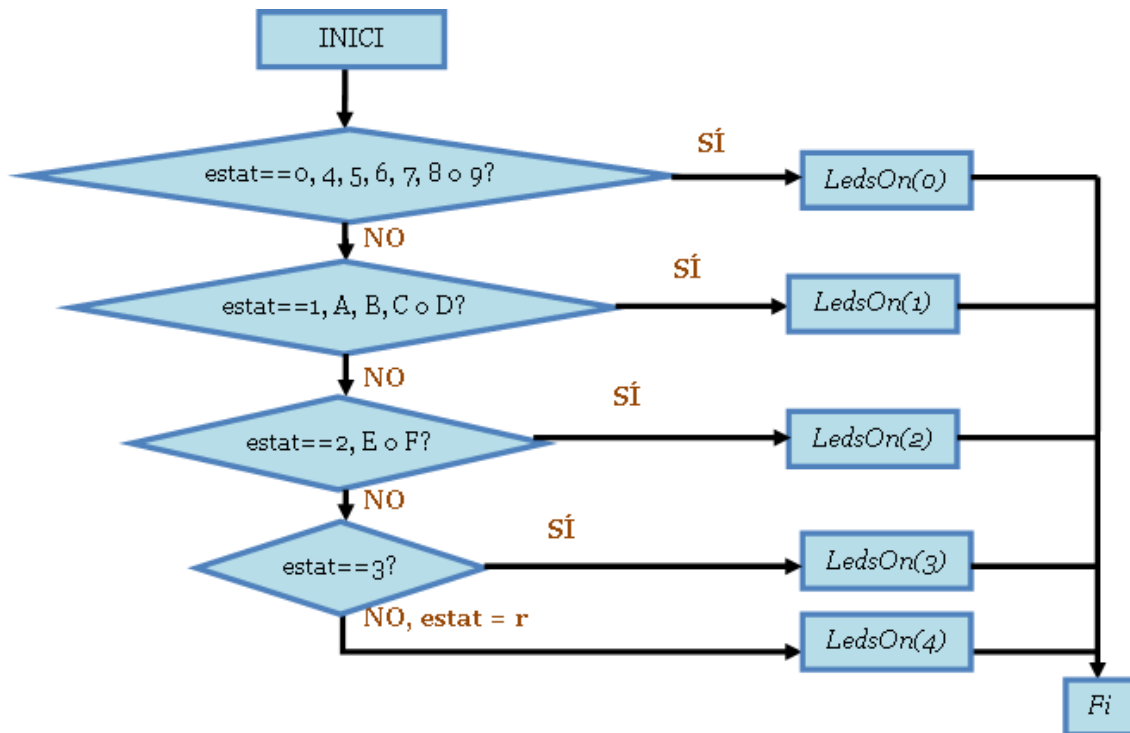 INICI
estat==0, 4, 5, 6, 7, 8 o 9?
SÍ
LedsOn(0)
NO
estat==1, A, B, C o D?
SÍ
LedsOn(1)
NO
estat==2, E o F?
SÍ
LedsOn(2)
NO
estat==3?
SÍ
LedsOn(3)
NO, estat = r
LedsOn(4)
Fi